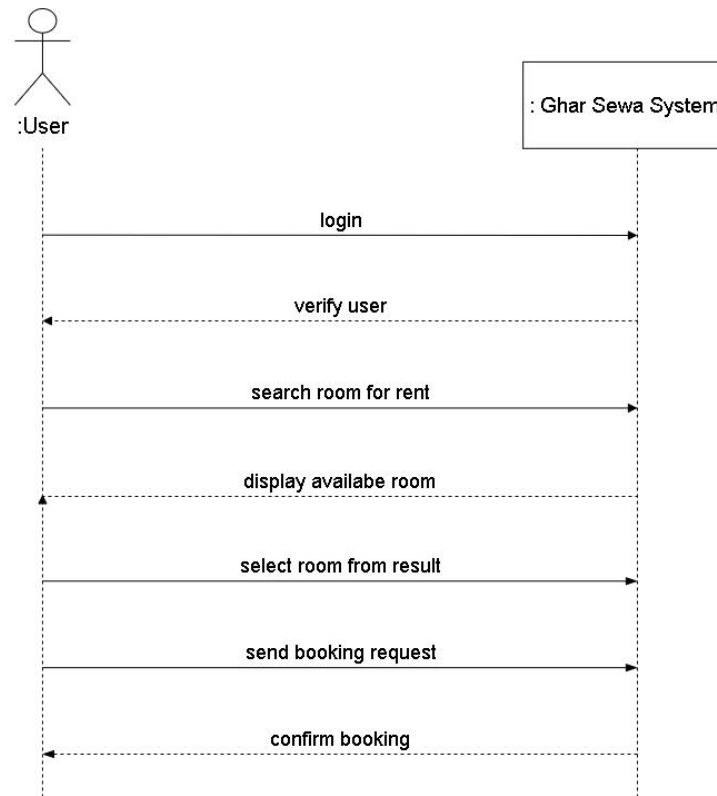 :User
: Ghar Sewa System
login
verify user
search room for rent
display availabe room
select room from result
send booking request
confirm booking